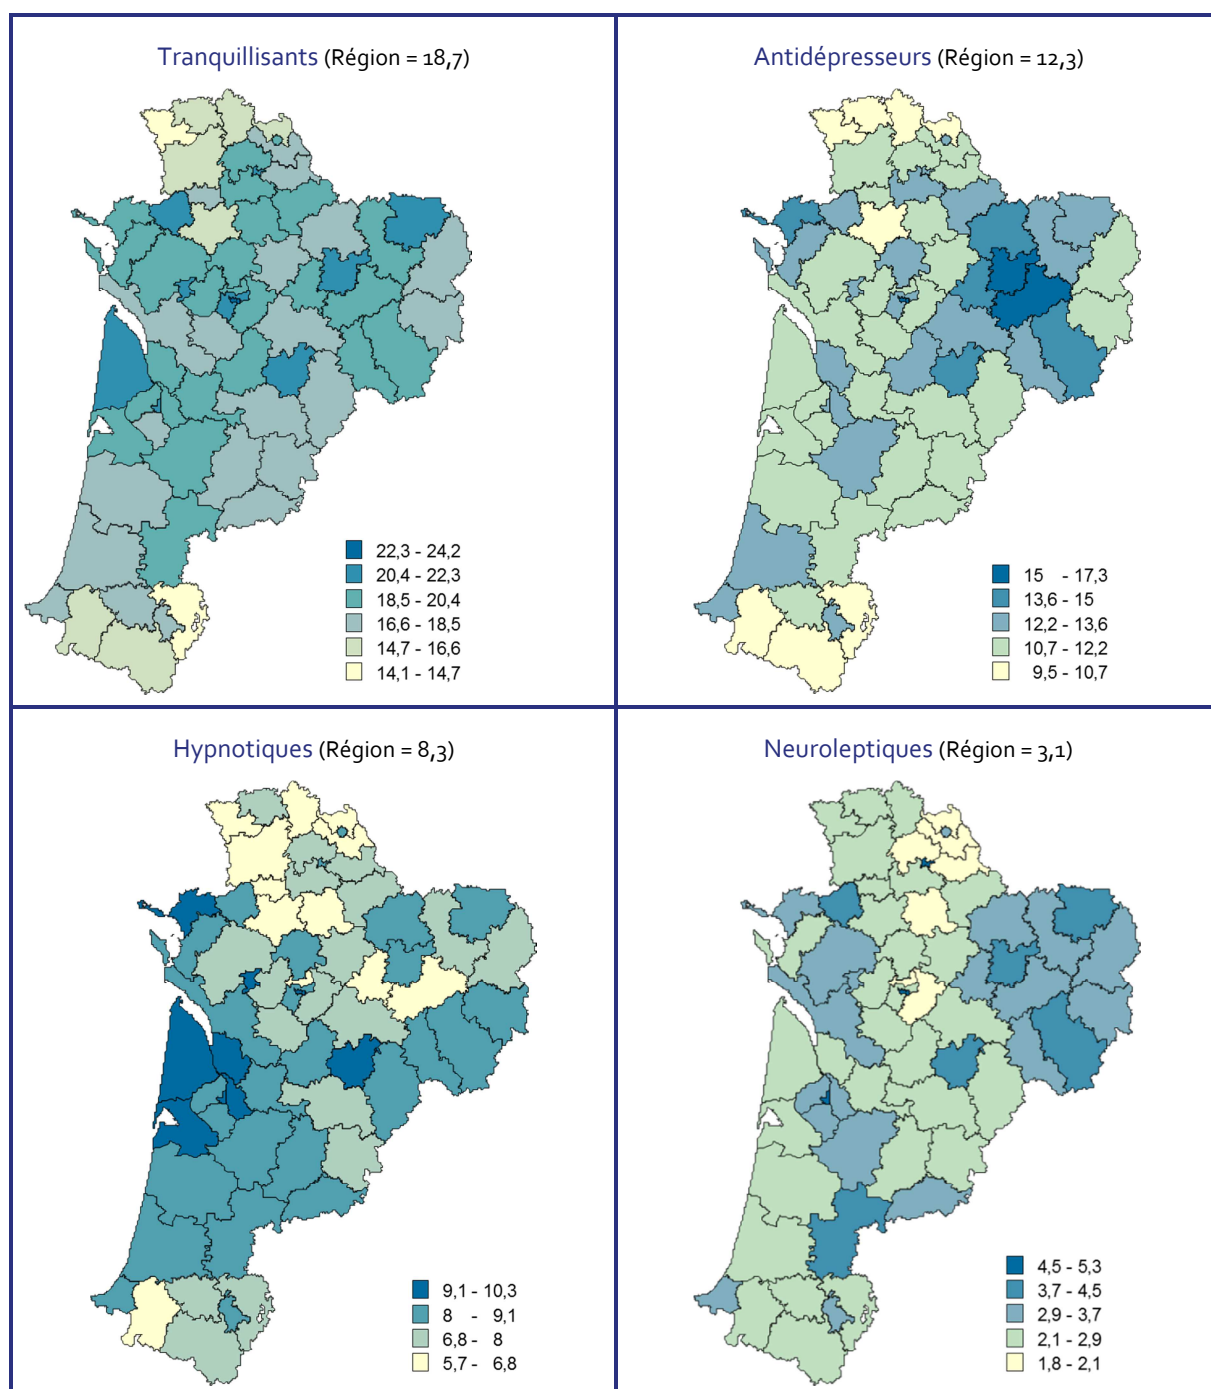 Tranquillisants (Région = 18,7)
22,3 - 24,2
20,4 - 22,3
18,5 - 20,4
16,6 - 18,5
14,7 - 16,6
14,1 - 14,7
Antidépresseurs (Région = 12,3)
15 - 17,3
13,6 - 15
12,2 - 13,6
10,7 - 12,2
9,5 - 10,7
Hypnotiques (Région = 8,3)
9,1 - 10,3
8 - 9,1
6,8 - 8
5,7 - 6,8
Neuroleptiques (Région = 3,1)
4,5 - 5,3
3,7 - 4,5
2,9 - 3,7
2,1 - 2,9
1,8 - 2,1